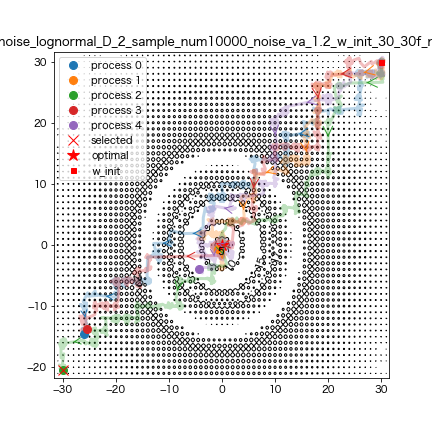 noise_lognormal_D_2_sample_num10000_noise_va_1.2_w_init_30_30f_r
process 0
process 1
process 2
process 3
process 4
selected
optimal
w_init
30
20
10
0
−10
−20
−30 −20 −10 0 10 20 30